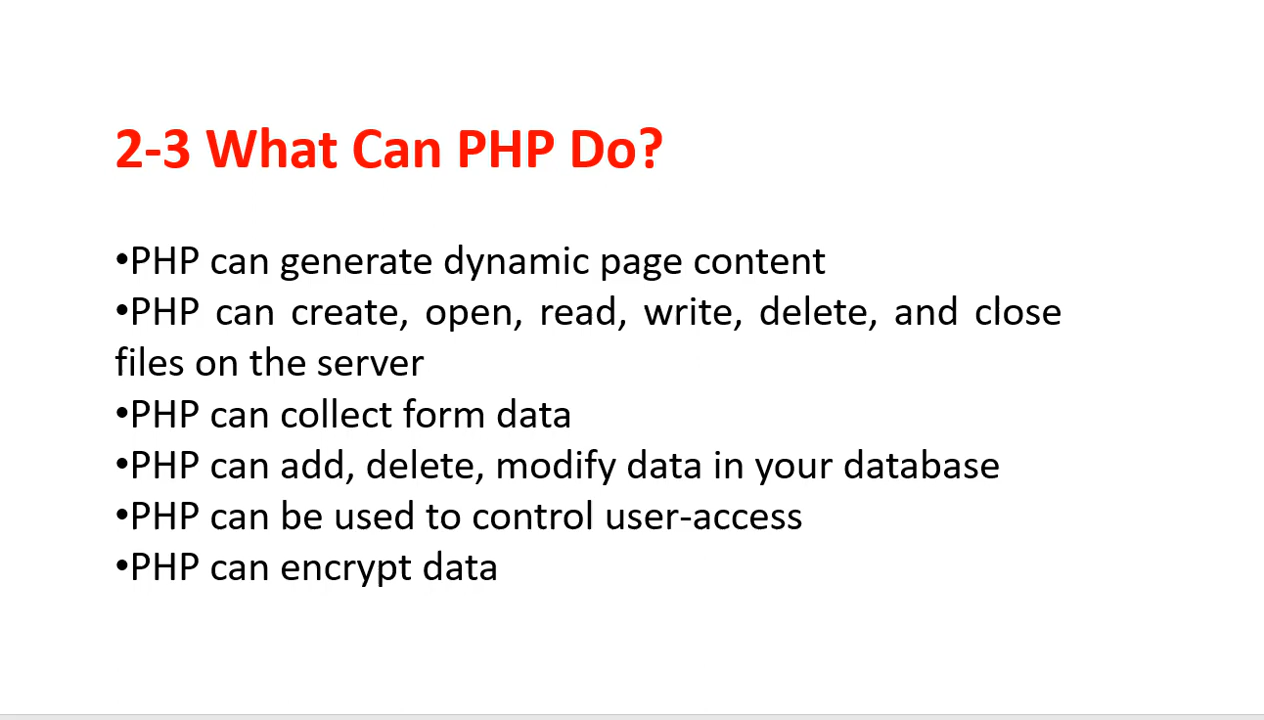 2-3 What Can PHP Do?
•PHP can generate dynamic page content
•PHP can create, open, read, write, delete, and close
files on the server
•PHP can collect form data
•PHP can add, delete, modify data in your database
•PHP can be used to control user-access
•PHP can encrypt data